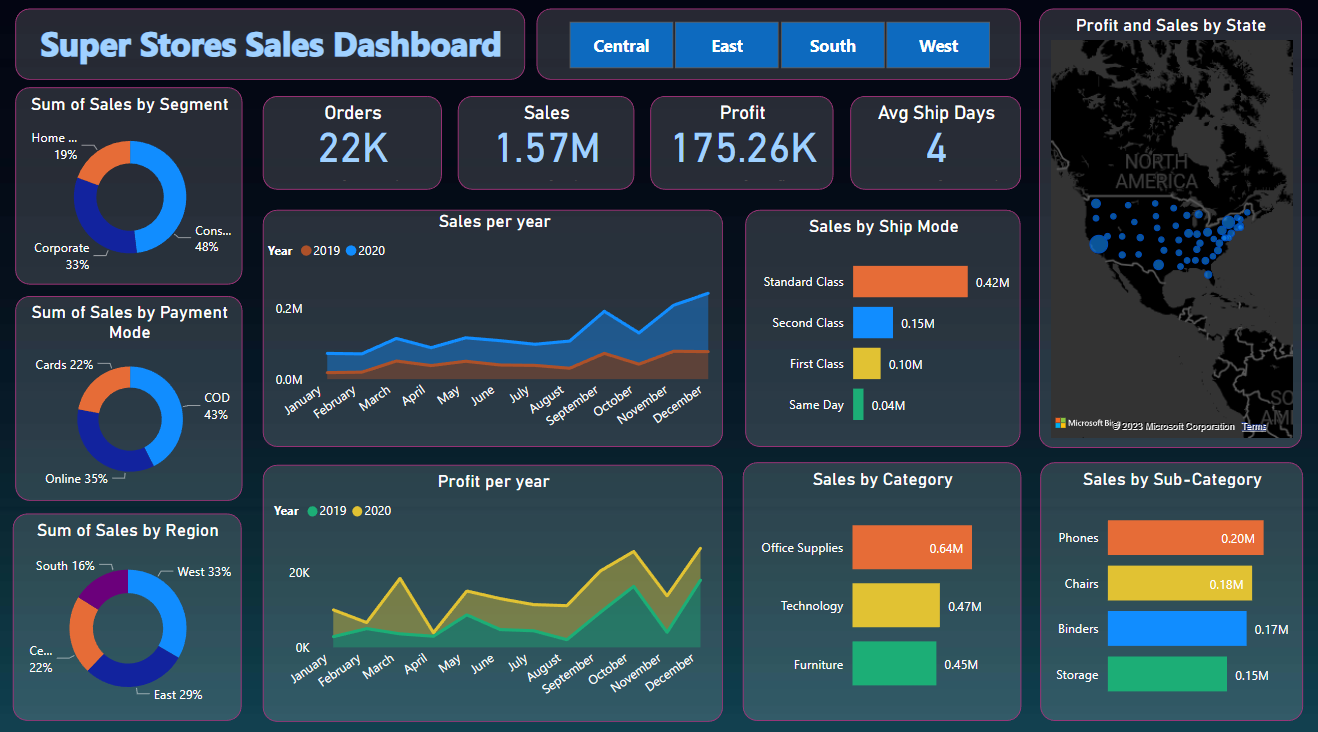 Super Stores Sales Dashboard
Central
East
South
West
Profit and Sales by State
NORTH
AMERICA
SO
AM
Microsoft Bi
© 2023 Microsoft Corporation
Terms
Sum of Sales by Segment
Home ...
19%
Cons...
48%
Corporate
33%
Orders
22K
Sales
1.57M
Profit
175.26K
Avg Ship Days
4
Sales per year
Year 2019 2020
0.2M
0.0M
January
February
March
April
May
June
July
August
September
October
November
December
Sales by Ship Mode
Standard Class 0.42M
Second Class 0.15M
First Class 0.10M
Same Day 0.04M
Sum of Sales by Payment
Mode
Cards 22%
COD
43%
Online 35%
Sum of Sales by Region
South 16%
West 33%
Ce...
22%
East 29%
Profit per year
Year 2019 2020
20K
0K
January
February
March
April
May
June
July
August
September
October
November
December
Sales by Category
Office Supplies 0.64M
Technology 0.47M
Furniture 0.45M
Sales by Sub-Category
Phones 0.20M
Chairs 0.18M
Binders 0.17M
Storage 0.15M